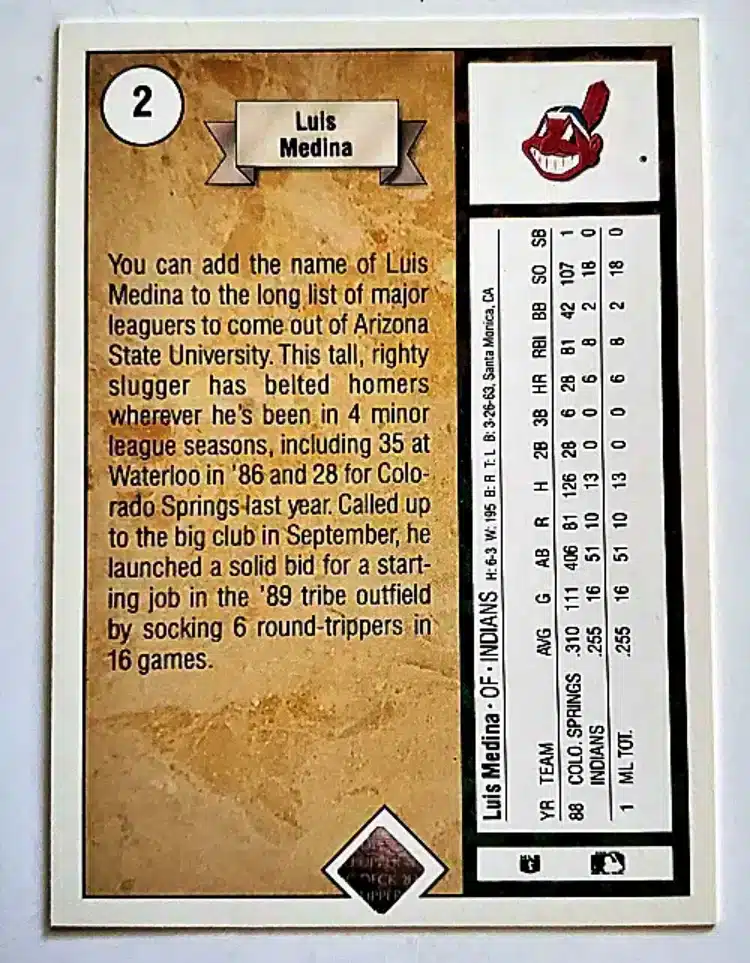 2
Luis
Medina
You can add the name of Luis
Medina to the long list of major
leaguers to come out of Arizona
State University. This tall, righty
slugger has belted homers
wherever he's been in 4 minor
league seasons, including 35 at
Waterloo in '86 and 28 for Colo-
rado Springs last year. Called up
to the big club in September, he
launched a solid bid for a start-
ing job in the '89 tribe outfield
by socking 6 round-trippers in
16 games.
Luis Medina · OF · INDIANS H: 6-3 W: 195 B: R T: L B: 3-26-63, Santa Monica, CA
YR TEAM AVG G AB R H 2B 3B HR RBI BB SO SB
88 COLO. SPRINGS .310 111 406 81 126 28 6 28 81 42 107 1
INDIANS .255 16 51 10 13 0 0 6 8 2 18 0
1 ML TOT. .255 16 51 10 13 0 0 6 8 2 18 0
UPPER
DECK
UPPER